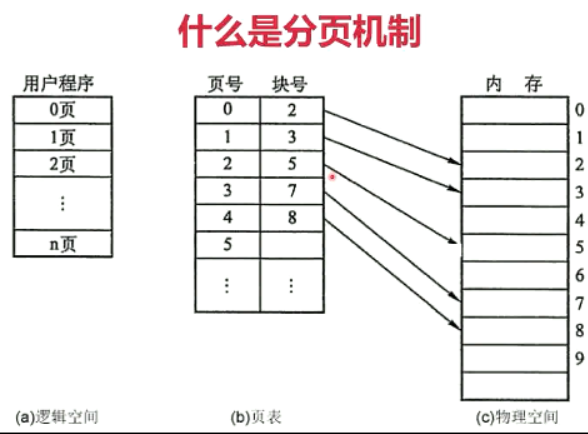 什么是分页机制
用户程序
0页
1页
2页
⋮
n页
页号 块号
0 2
1 3
2 5
3 7
4 8
5
⋮ ⋮
内 存
0
1
2
3
4
5
6
7
8
9
(a)逻辑空间
(b)页表
(c)物理空间